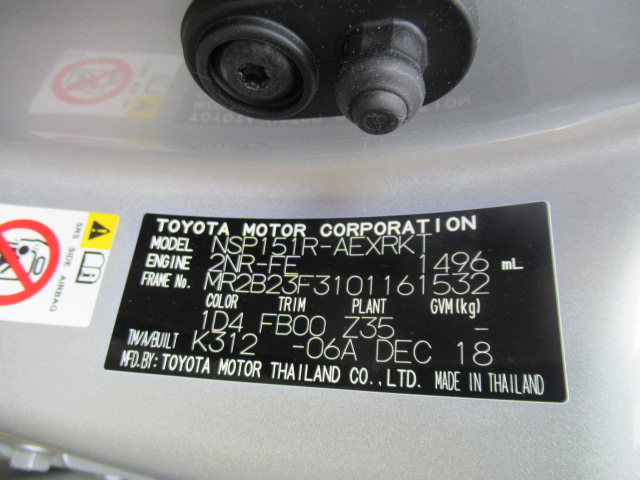 TOYOTA MOTOR CORPORATION
MODEL NSP151R-AEXRKT
ENGINE 2NR-FE 1496 mL
FRAME No. MR2B23F3101161532
COLOR TRIM PLANT GVM(kg)
1D4 FB00 Z35 -
TM/A/BUILT K312 -06A DEC 18
MFD.BY: TOYOTA MOTOR THAILAND CO.,LTD. MADE IN THAILAND
SRS SIDE AIRBAG